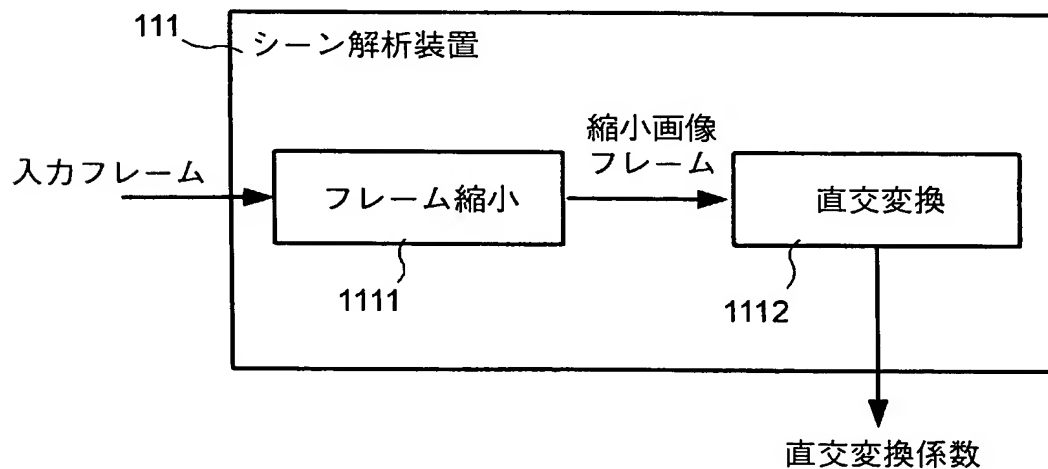 111
シーン解析装置
入力フレーム
フレーム縮小
縮小画像
フレーム
直交変換
1111
1112
直交変換係数